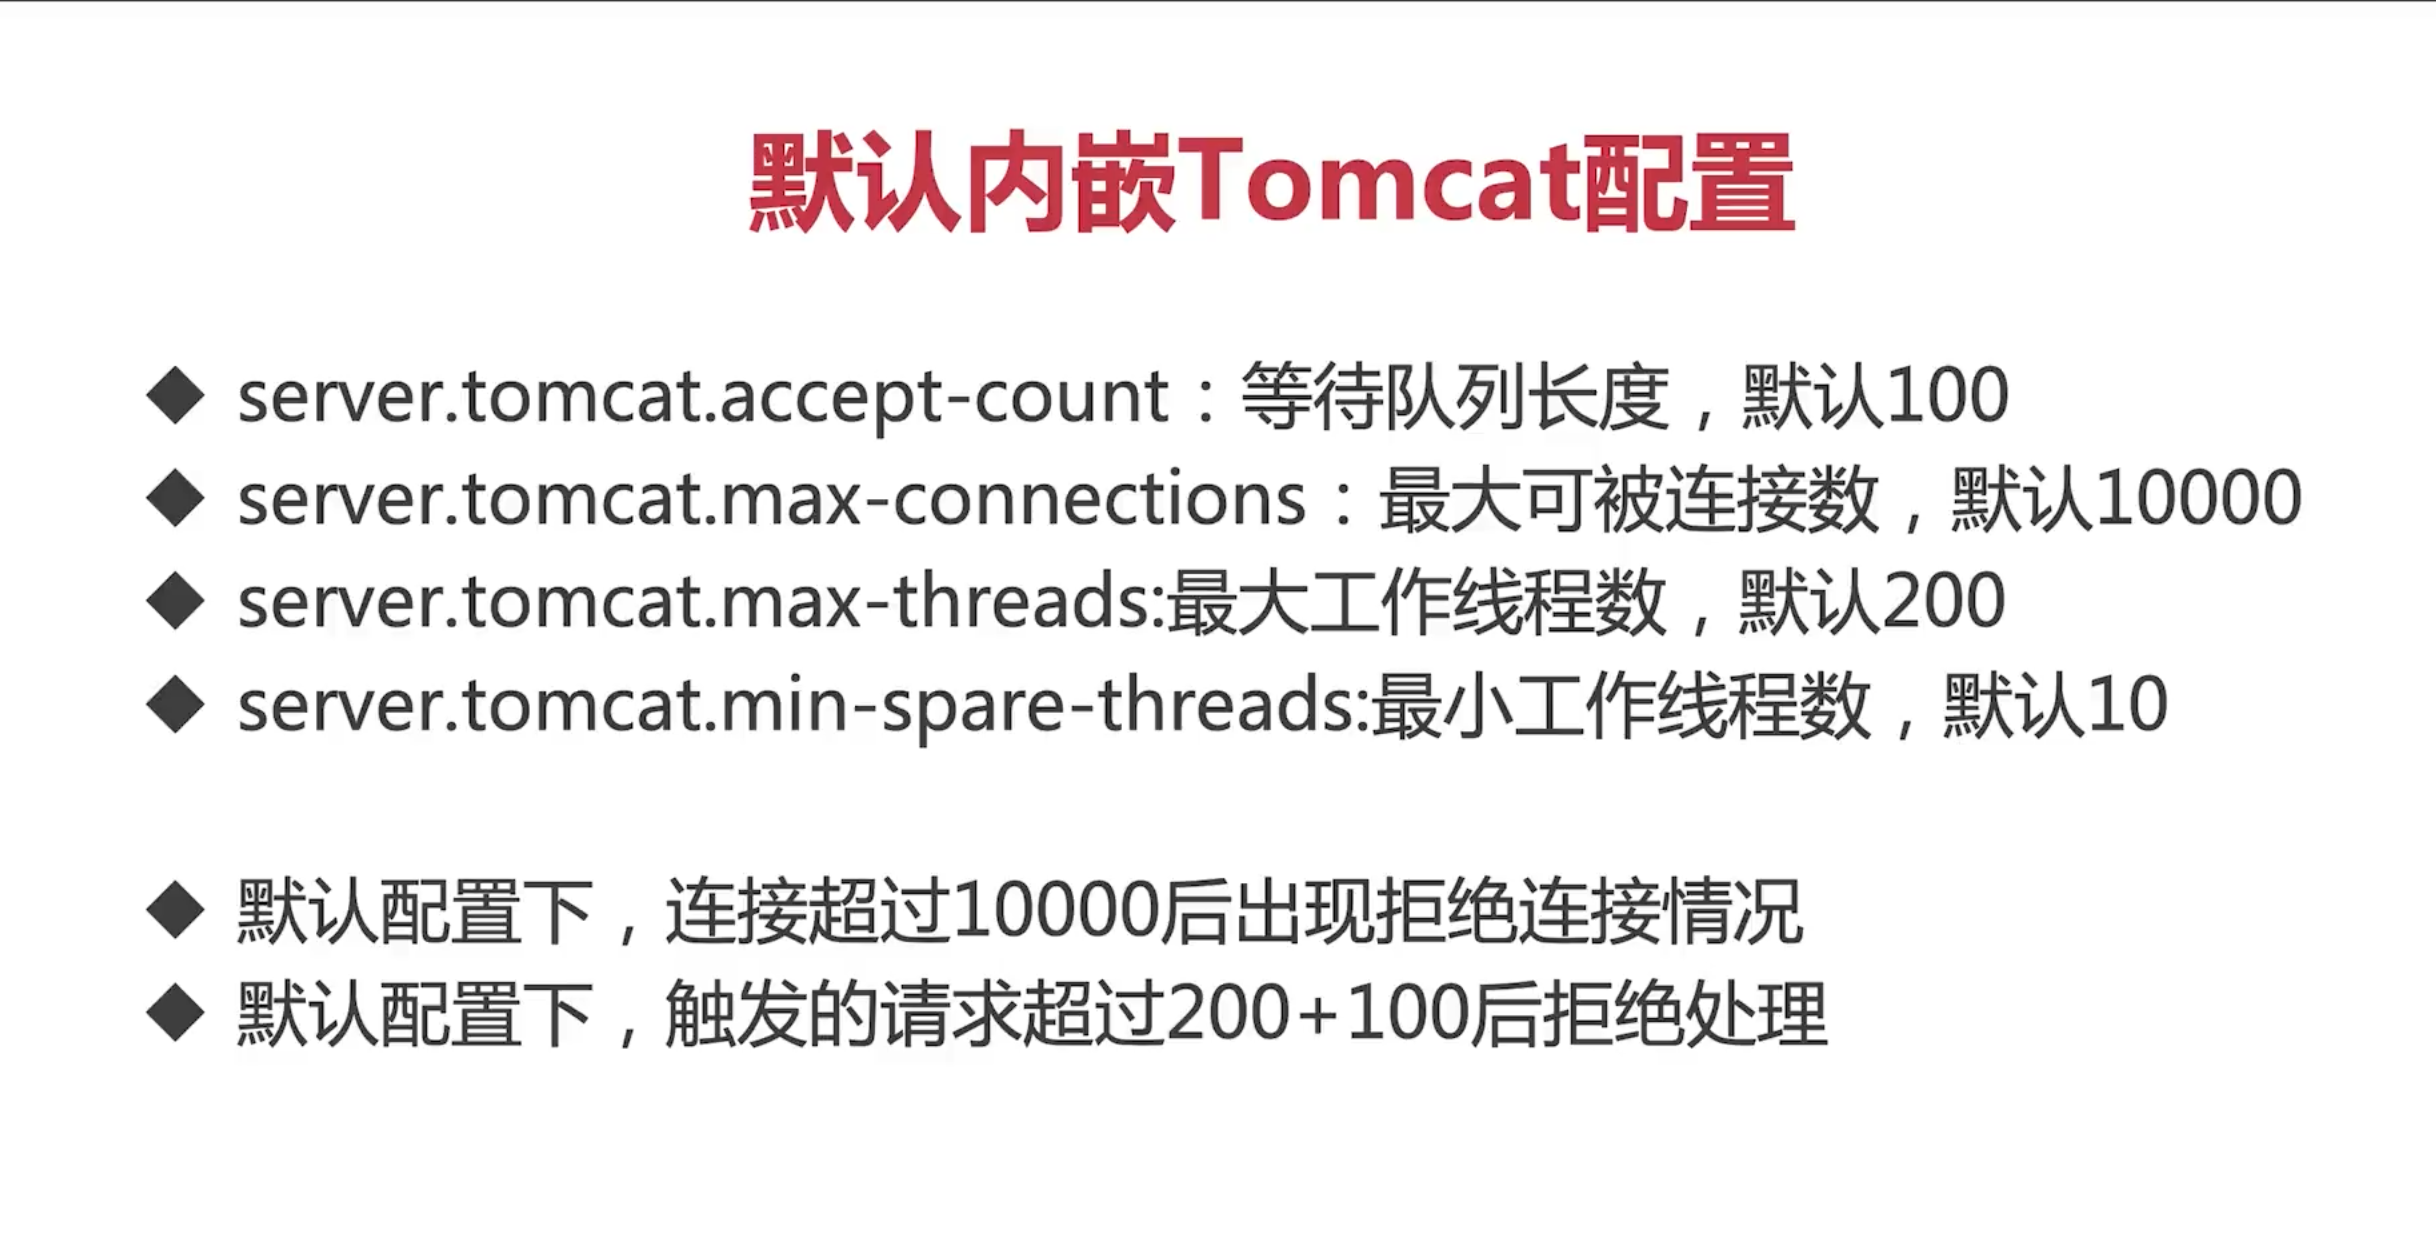 默认内嵌Tomcat配置
◆ server.tomcat.accept-count：等待队列长度，默认100
◆ server.tomcat.max-connections：最大可被连接数，默认10000
◆ server.tomcat.max-threads:最大工作线程数，默认200
◆ server.tomcat.min-spare-threads:最小工作线程数，默认10
◆ 默认配置下，连接超过10000后出现拒绝连接情况
◆ 默认配置下，触发的请求超过200+100后拒绝处理